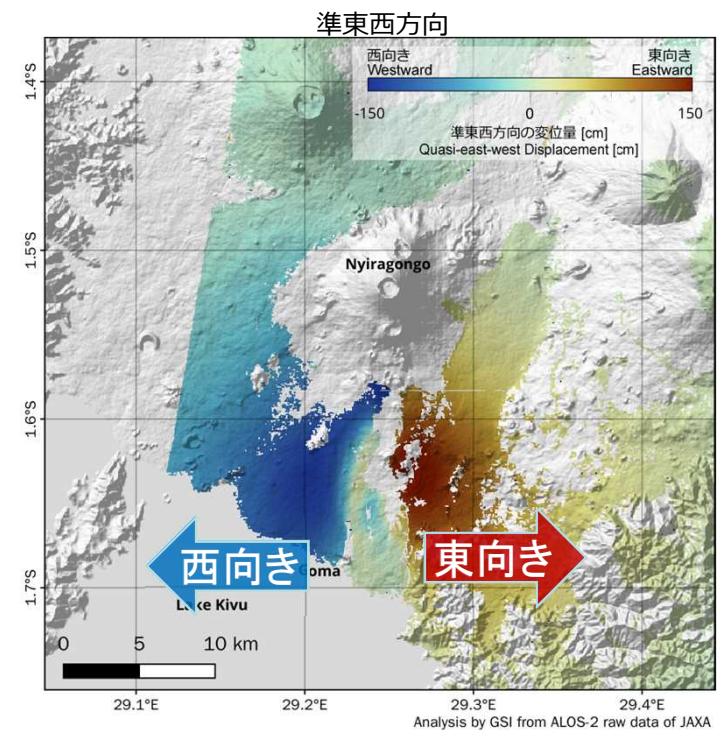 準東西方向
西向き 東向き
Westward Eastward
-150 0 150
準東西方向の変位量 [cm]
Quasi-east-west Displacement [cm]
1.4°S
1.5°S
Nyiragongo
1.6°S
西向き
東向き
oma
1.7°S
Lake Kivu
0 5 10 km
29.1°E 29.2°E 29.3°E 29.4°E
Analysis by GSI from ALOS-2 raw data of JAXA